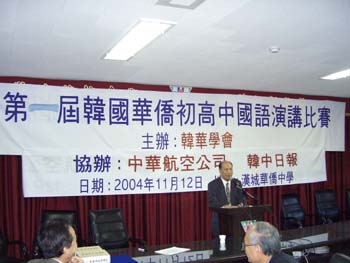 第一屆韓國華僑初高中國語演講比賽
主辦：韓華學會
協辦：中華航空公司 韓中日報
日期：2004年11月12日 漢城華僑中學